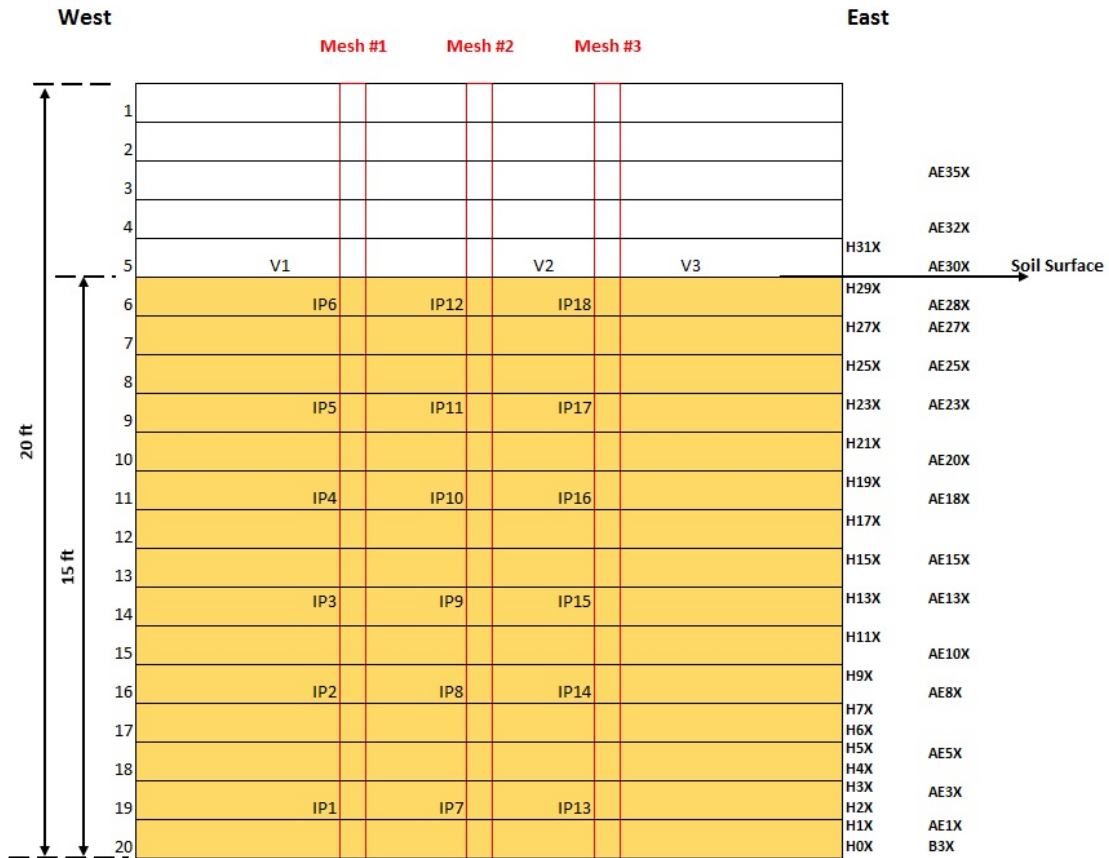 West East
Mesh #1 Mesh #2 Mesh #3
1
2
AE35X
3
4 AE32X
H31X
5 V1 V2 V3 AE30X Soil Surface
H29X
6 IP6 IP12 IP18 AE28X
H27X AE27X
7
H25X AE25X
8
IP5 IP11 IP17 H23X AE23X
9
20 ft
H21X
10 AE20X
H19X
11 IP4 IP10 IP16 AE18X
H17X
12
15 ft
H15X AE15X
13
IP3 IP9 IP15 H13X AE13X
14
H11X
15 AE10X
H9X
16 IP2 IP8 IP14 AE8X
H7X
17 H6X
H5X AE5X
18 H4X
H3X AE3X
19 IP1 IP7 IP13 H2X
H1X AE1X
20 H0X B3X